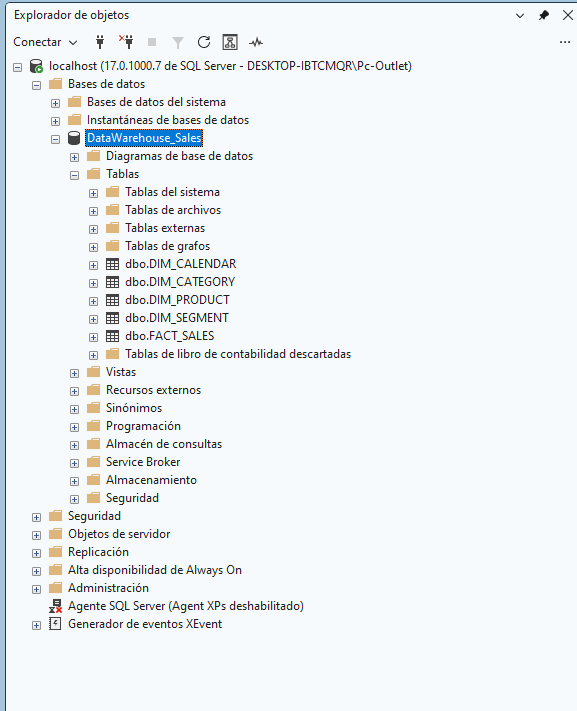 Explorador de objetos
Conectar
localhost (17.0.1000.7 de SQL Server - DESKTOP-IBTCMQR\Pc-Outlet)
Bases de datos
Bases de datos del sistema
Instantáneas de bases de datos
DataWarehouse_Sales
Diagramas de base de datos
Tablas
Tablas del sistema
Tablas de archivos
Tablas externas
Tablas de grafos
dbo.DIM_CALENDAR
dbo.DIM_CATEGORY
dbo.DIM_PRODUCT
dbo.DIM_SEGMENT
dbo.FACT_SALES
Tablas de libro de contabilidad descartadas
Vistas
Recursos externos
Sinónimos
Programación
Almacén de consultas
Service Broker
Almacenamiento
Seguridad
Seguridad
Objetos de servidor
Replicación
Alta disponibilidad de Always On
Administración
Agente SQL Server (Agent XPs deshabilitado)
Generador de eventos XEvent